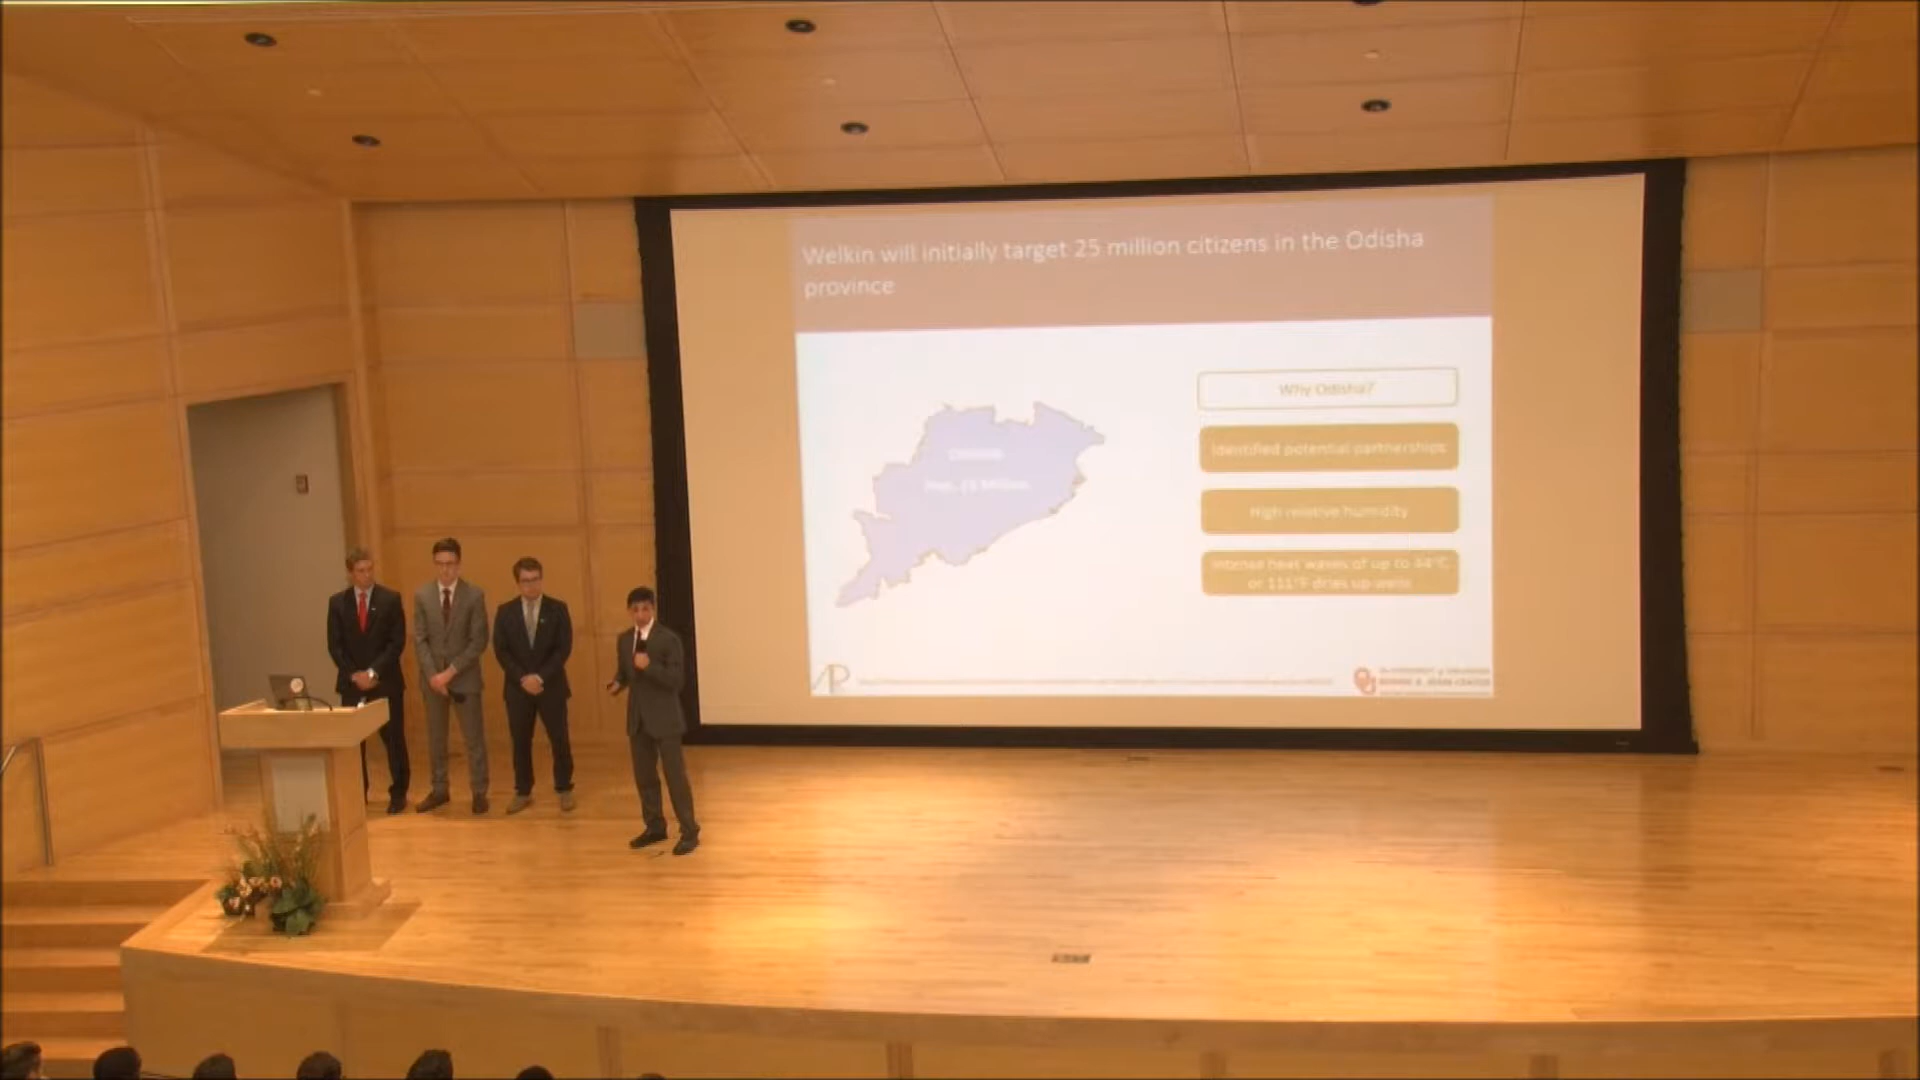 Welkin will initially target 25 million citizens in the Odisha
province
Why Odisha?
Identified potential partnerships
High relative humidity
Intense heat waves of up to 44°C
or 111°F dries up wells